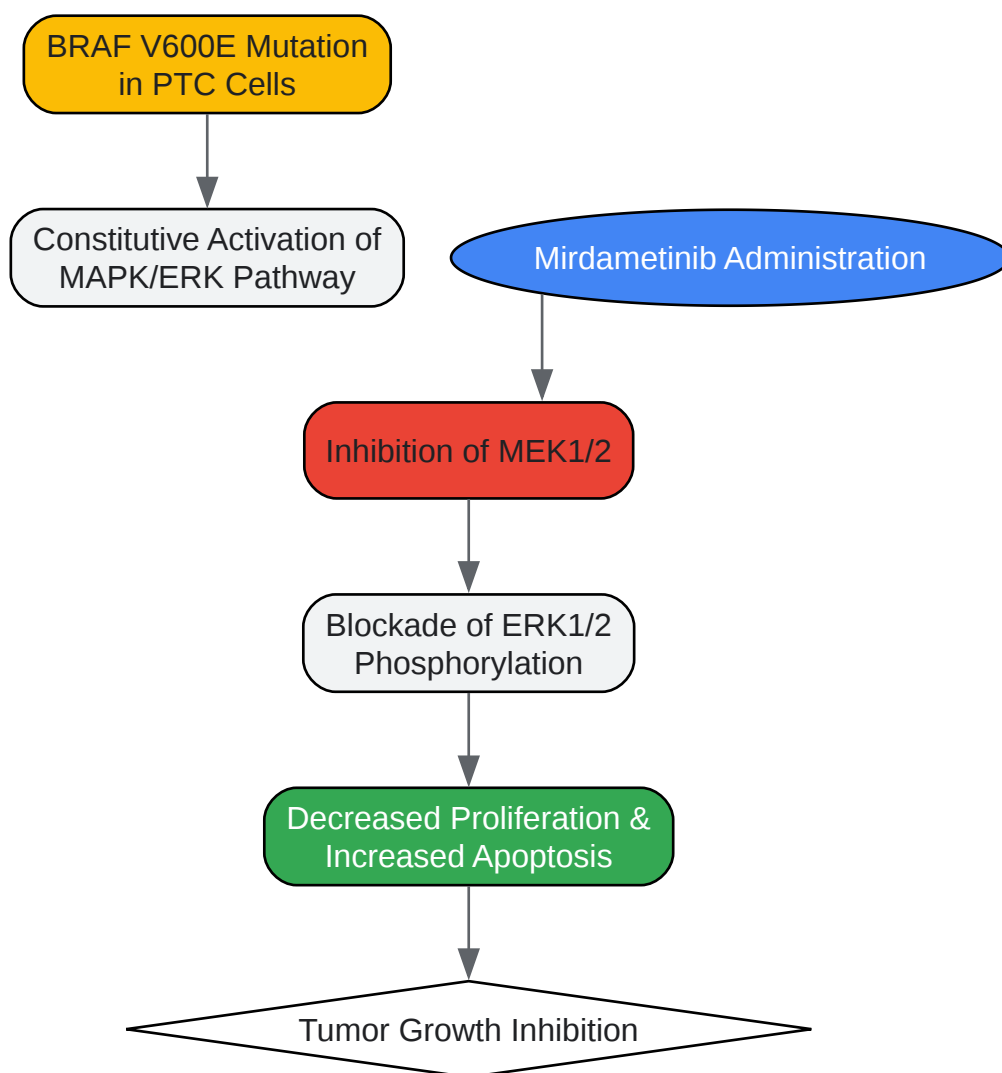 BRAF V600E Mutation
in PTC Cells
Constitutive Activation of
MAPK/ERK Pathway
Mirdametinib Administration
Inhibition of MEK1/2
Blockade of ERK1/2
Phosphorylation
Decreased Proliferation &
Increased Apoptosis
Tumor Growth Inhibition